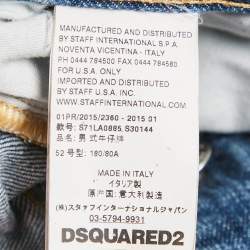 MANUFACTURED AND DISTRIBUTED
BY STAFF INTERNATIONAL S.P.A.
NOVENTA VICENTINA - ITALY
PH 0444 784500 FAX 0444 784580
FOR U.S.A. ONLY
IMPORTED AND DISTRIBUTED BY
STAFF U.S.A.
WWW.STAFFINTERNATIONAL.COM
01PR/2015/2360 - 2015 01
款号: S71LA0885,S30144
男式牛仔裤
52 号型: 180/80A
MADE IN ITALY
イタリア製
原产国: 意大利制造
(株)スタッフインターナショナルジャパン
03-5794-9931
DSQUARED2